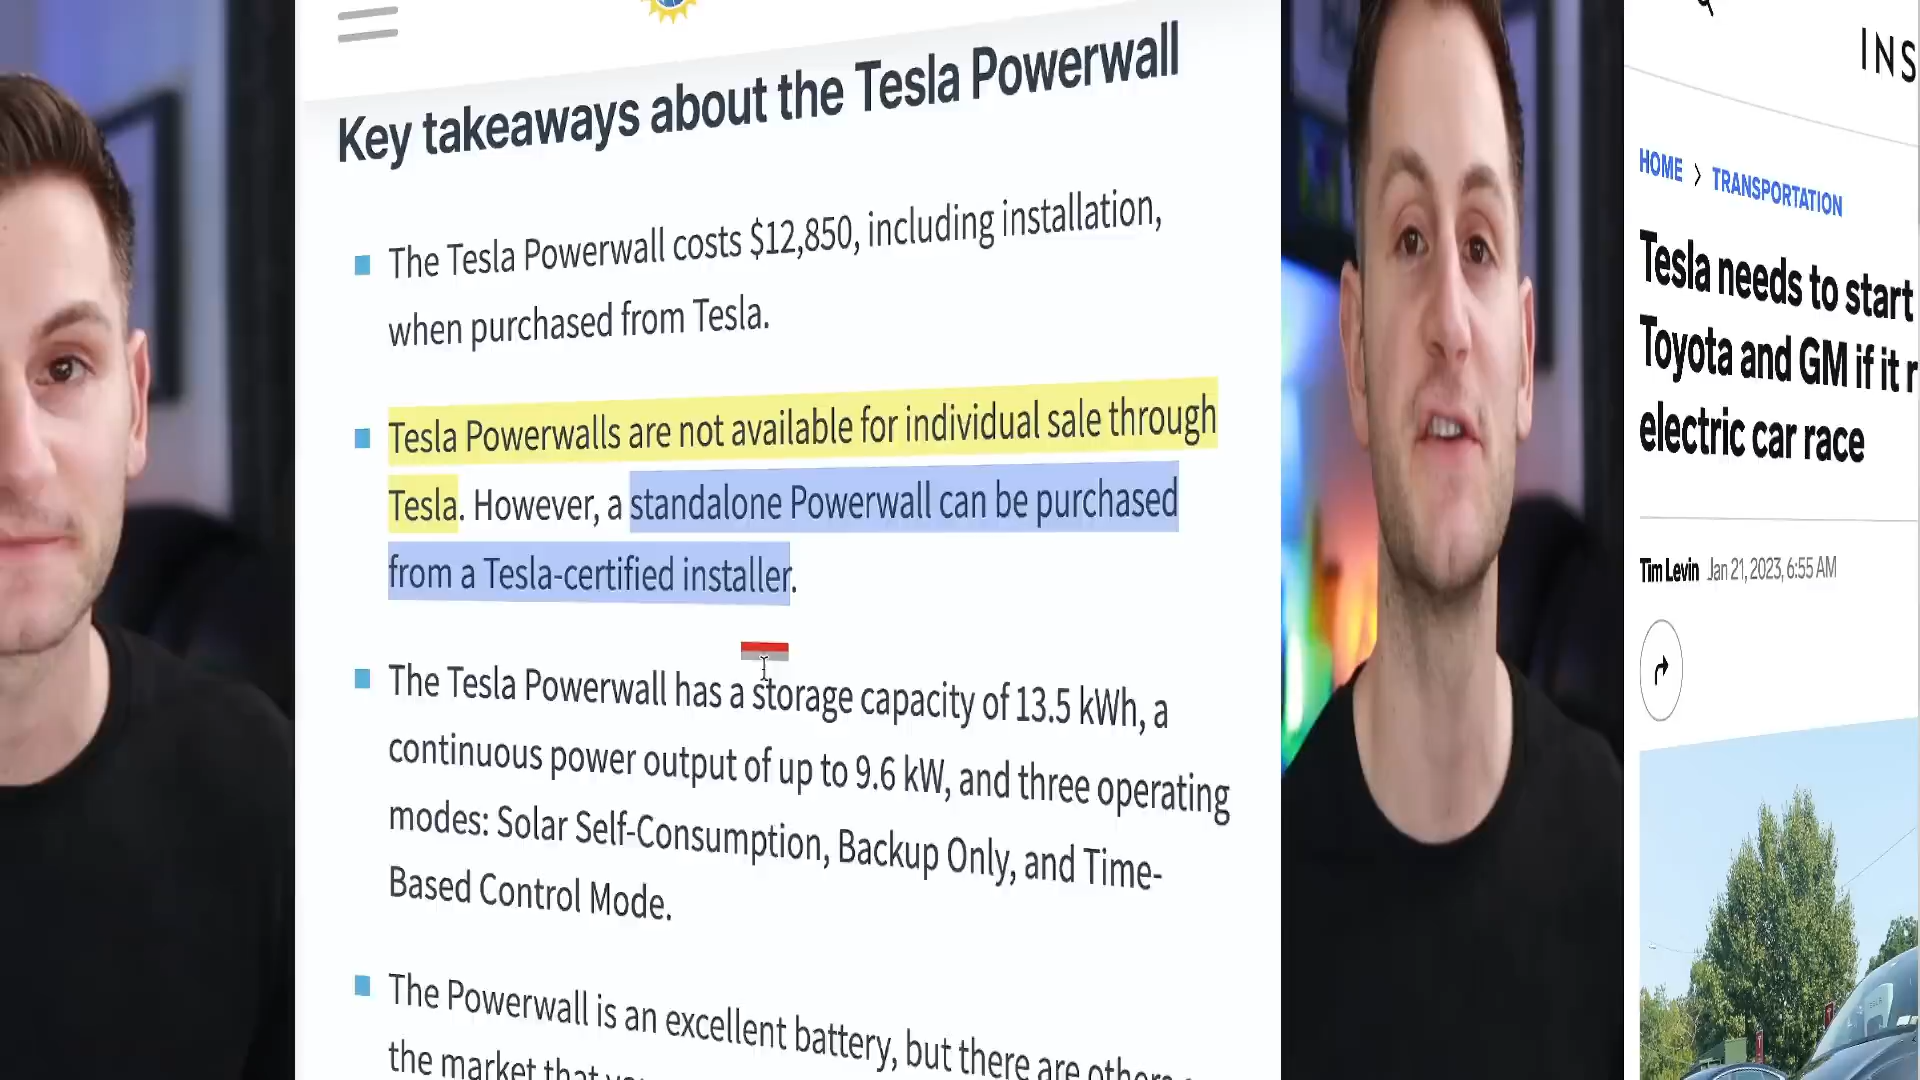 Key takeaways about the Tesla Powerwall
The Tesla Powerwall costs $12,850, including installation,
when purchased from Tesla.
Tesla Powerwalls are not available for individual sale through
Tesla. However, a standalone Powerwall can be purchased
from a Tesla-certified installer.
The Tesla Powerwall has a storage capacity of 13.5 kWh, a
continuous power output of up to 9.6 kW, and three operating
modes: Solar Self-Consumption, Backup Only, and Time-
Based Control Mode.
The Powerwall is an excellent battery, but there are others
the market that
INS
HOME > TRANSPORTATION
Tesla needs to start
Toyota and GM if it r
electric car race
Tim Levin Jan 21, 2023, 6:55 AM